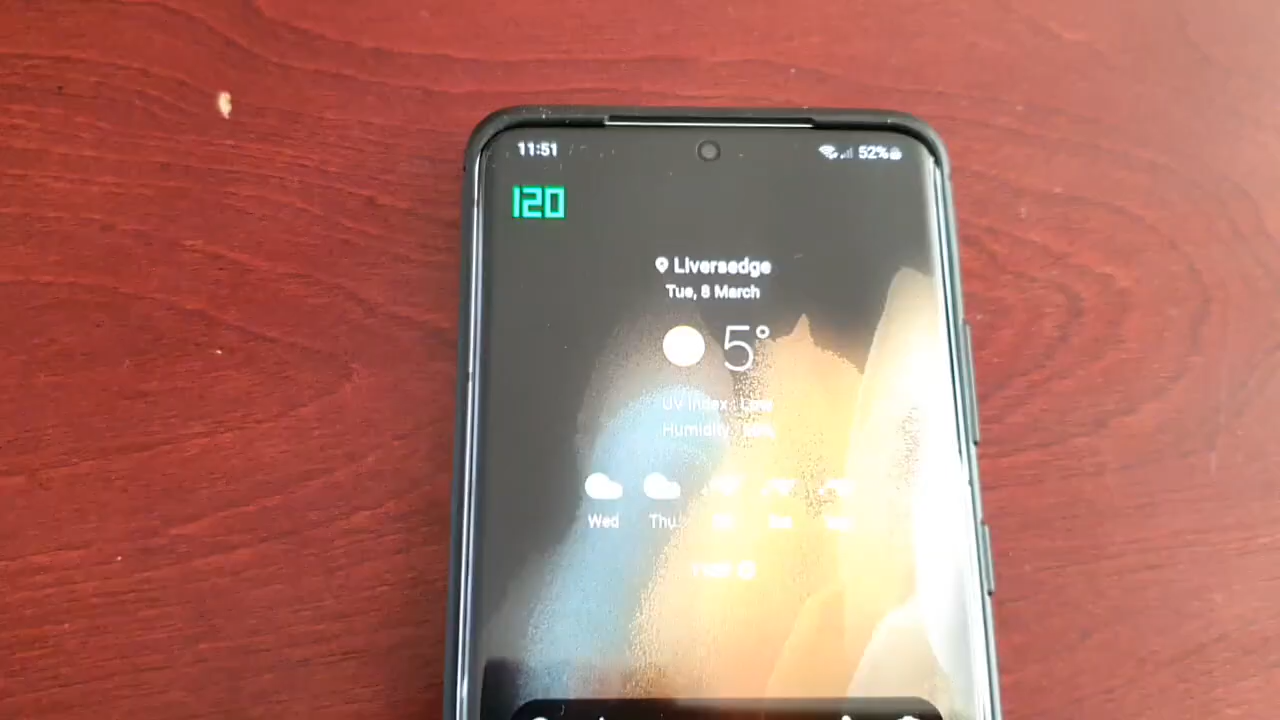 11:51
52%
120
Liversedge
Tue, 8 March
5°
UV index: Low
Humidity:
Wed
Thu